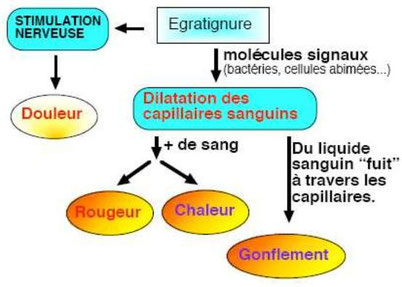 STIMULATION
NERVEUSE
Egratignure
molécules signaux
(bactéries, cellules abimées...)
Douleur
Dilatation des
capillaires sanguins
+ de sang
Du liquide
sanguin “fuit”
à travers les
capillaires.
Rougeur
Chaleur
Gonflement